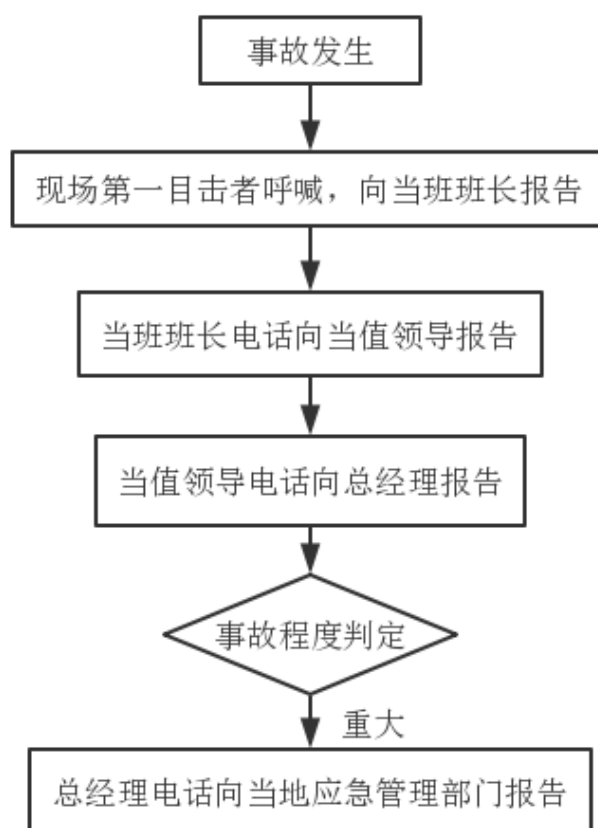 事故发生
现场第一目击者呼喊，向当班班长报告
当班班长电话向当值领导报告
当值领导电话向总经理报告
事故程度判定
重大
总经理电话向当地应急管理部门报告